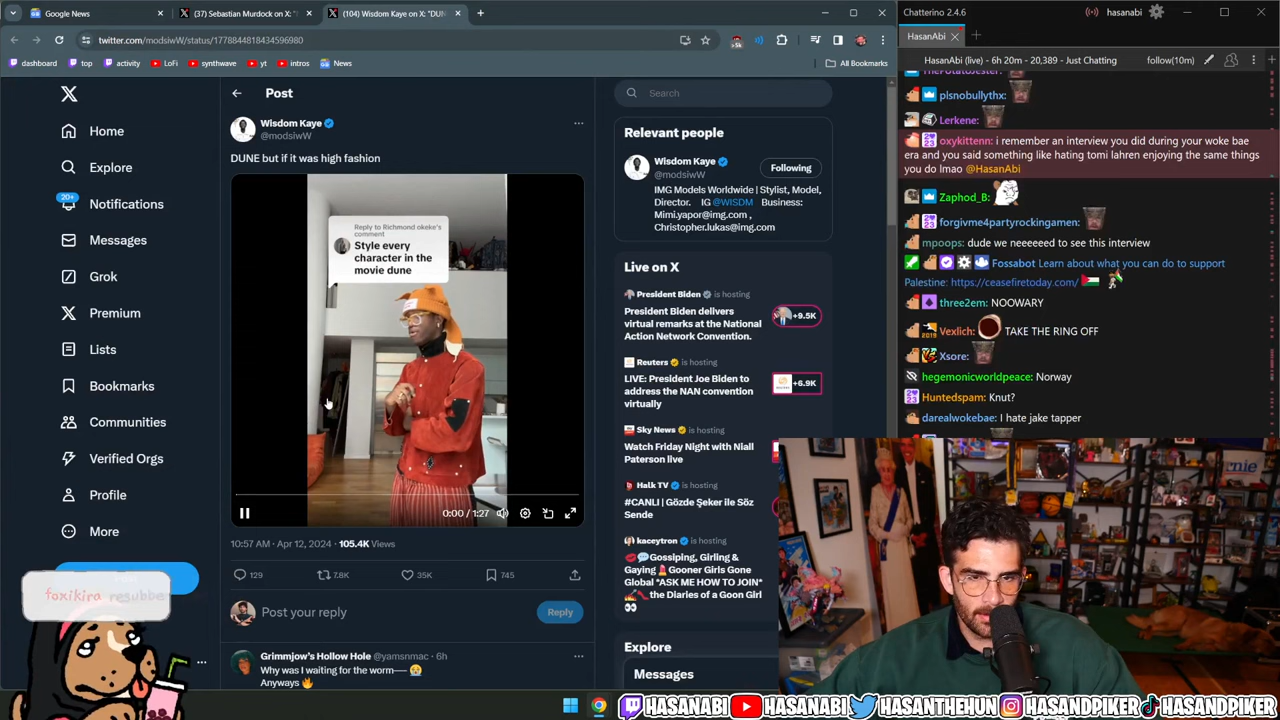 Google News
(37) Sebastian Murdock on X: "
(104) Wisdom Kaye on X: "DUN
twitter.com/modsiwW/status/1778844818434596980
dashboard
top
activity
LoFi
synthwave
yt
intros
News
All Bookmarks
Home
Explore
Notifications
20+
Messages
Grok
Premium
Lists
Bookmarks
Communities
Verified Orgs
Profile
More
foxikira resubbe
Post
Wisdom Kaye
@modsiwW
DUNE but if it was high fashion
Reply to Richmond okeke's
comment
Style every
character in the
movie dune
0:00 / 1:27
10:57 AM · Apr 12, 2024 · 105.4K Views
129
7.8K
35K
745
Post your reply
Reply
Grimmjow's Hollow Hole @yamsnmac · 6h
Why was I waiting for the worm—
Anyways
Search
Relevant people
Wisdom Kaye
@modsiwW
Following
IMG Models Worldwide | Stylist, Model,
Director. IG @WISDM Business:
Mimi.yapor@img.com ,
Christopher.lukas@img.com
Live on X
President Biden is hosting
President Biden delivers
virtual remarks at the National
Action Network Convention.
+9.5K
Reuters is hosting
LIVE: President Joe Biden to
address the NAN convention
virtually
+6.9K
Sky News is hosting
Watch Friday Night with Niall
Paterson live
Halk TV is hosting
#CANLI | Gözde Şeker ile Söz
Sende
kaceytron is hosting
Gossiping, Girling &
Gaying Gooner Girls Gone
Global *ASK ME HOW TO JOIN*
the Diaries of a Goon Girl
Explore
Messages
Chatterino 2.4.6
hasanabi
HasanAbi
HasanAbi (live) - 6h 20m - 20,389 - Just Chatting
follow(10m)
ThePotatoJester:
plsnobullythx:
Lerkene:
oxykittenn: i remember an interview you did during your woke bae
era and you said something like hating tomi lahren enjoying the same things
you do lmao @HasanAbi
Zaphod_B:
forgivme4partyrockingamen:
mpoops: dude we neeeeeed to see this interview
Fossabot Learn about what you can do to support
Palestine: https://ceasefiretoday.com/
three2em: NOOWARY
Vexlich: TAKE THE RING OFF
Xsore:
hegemonicworldpeace: Norway
Huntedspam: Knut?
darealwokebae: I hate jake tapper
HASANABI
HASANABI
HASANTHEHUN
HASANDPIKER
HASANDPIKER